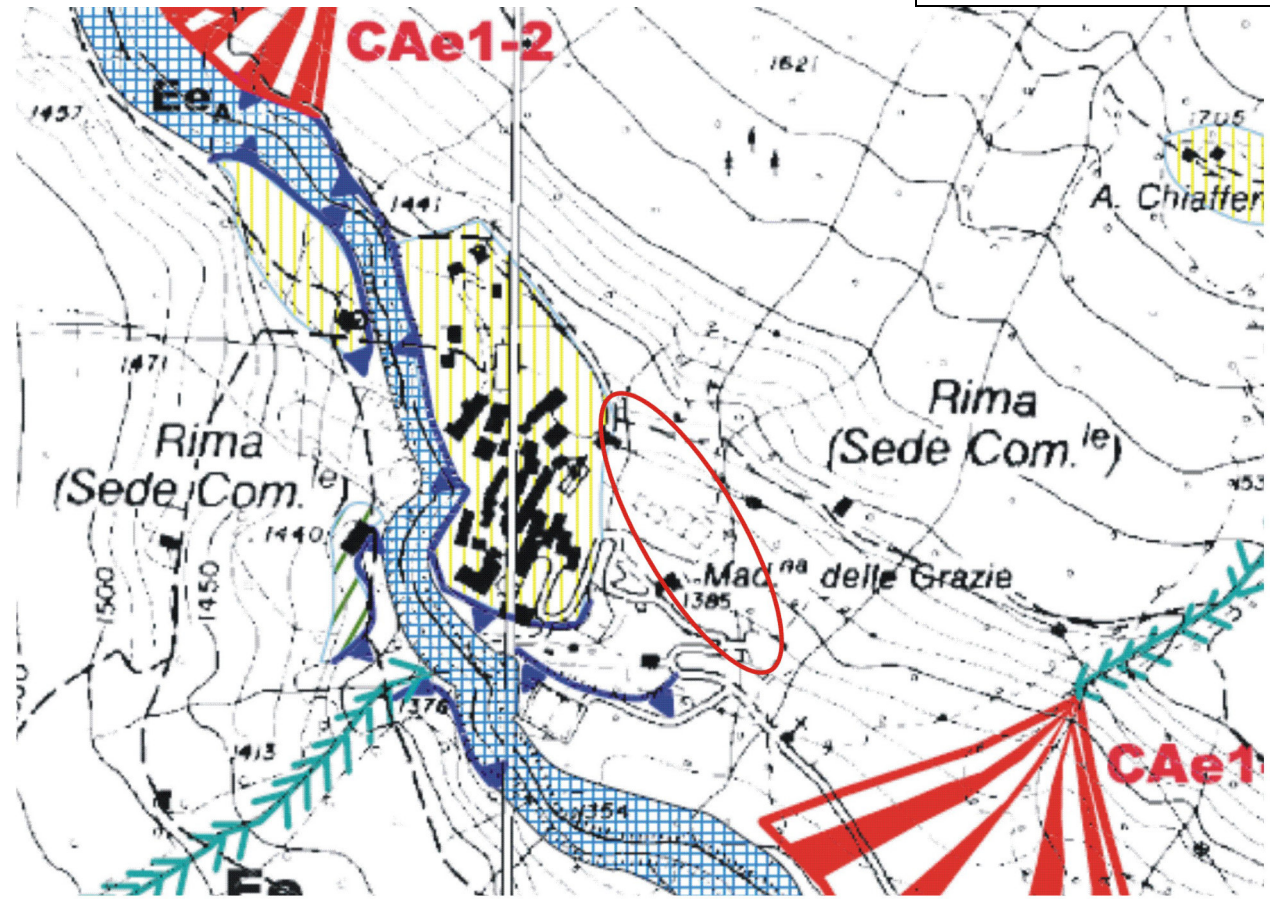 CAe1-2
Ee A
1621
1457
1705
A. Chiaffer
1441
1471
Rima
(Sede Com.le)
Rima
(Sede Com.le)
1440
1500
1450
Mad.na delle Grazie
1385
1376
1413
CAe1-
1354
Ee